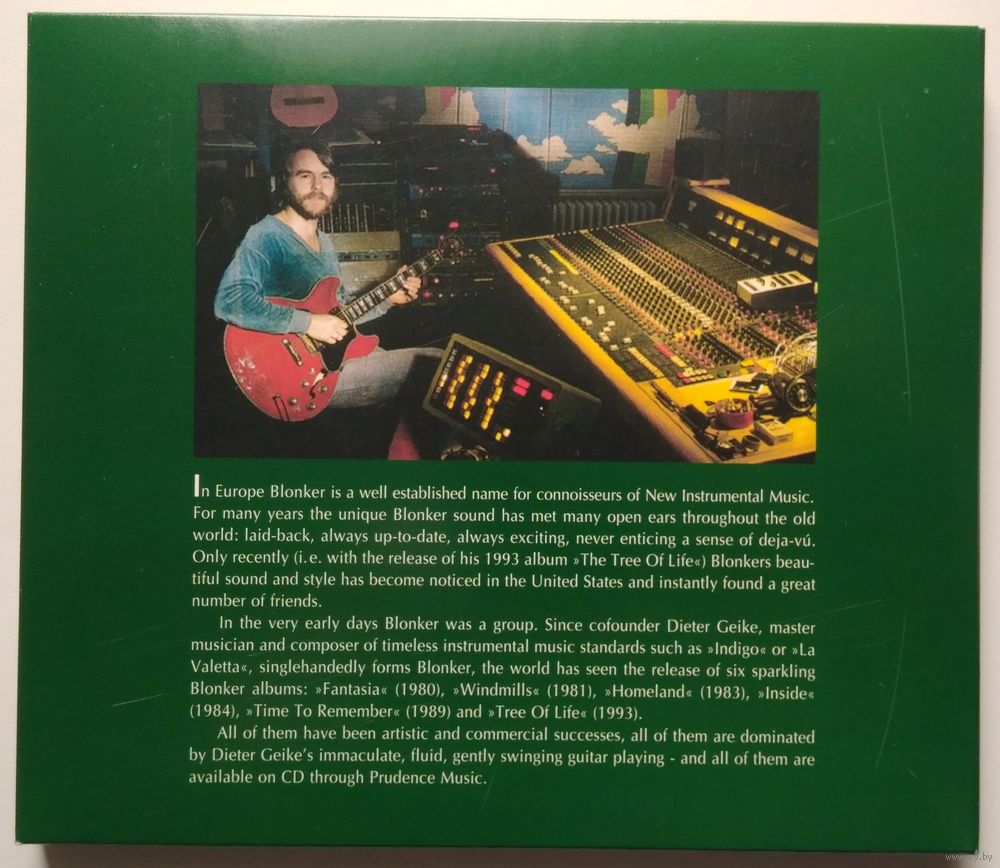 In Europe Blonker is a well established name for connoisseurs of New Instrumental Music.
For many years the unique Blonker sound has met many open ears throughout the old
world: laid-back, always up-to-date, always exciting, never enticing a sense of deja-vú.
Only recently (i.e. with the release of his 1993 album »The Tree Of Life«) Blonkers beau-
tiful sound and style has become noticed in the United States and instantly found a great
number of friends.
In the very early days Blonker was a group. Since cofounder Dieter Geike, master
musician and composer of timeless instrumental music standards such as »Indigo« or »La
Valetta«, singlehandedly forms Blonker, the world has seen the release of six sparkling
Blonker albums: »Fantasia« (1980), »Windmills« (1981), »Homeland« (1983), »Inside«
(1984), »Time To Remember« (1989) and »Tree Of Life« (1993).
All of them have been artistic and commercial successes, all of them are dominated
by Dieter Geike's immaculate, fluid, gently swinging guitar playing - and all of them are
available on CD through Prudence Music.